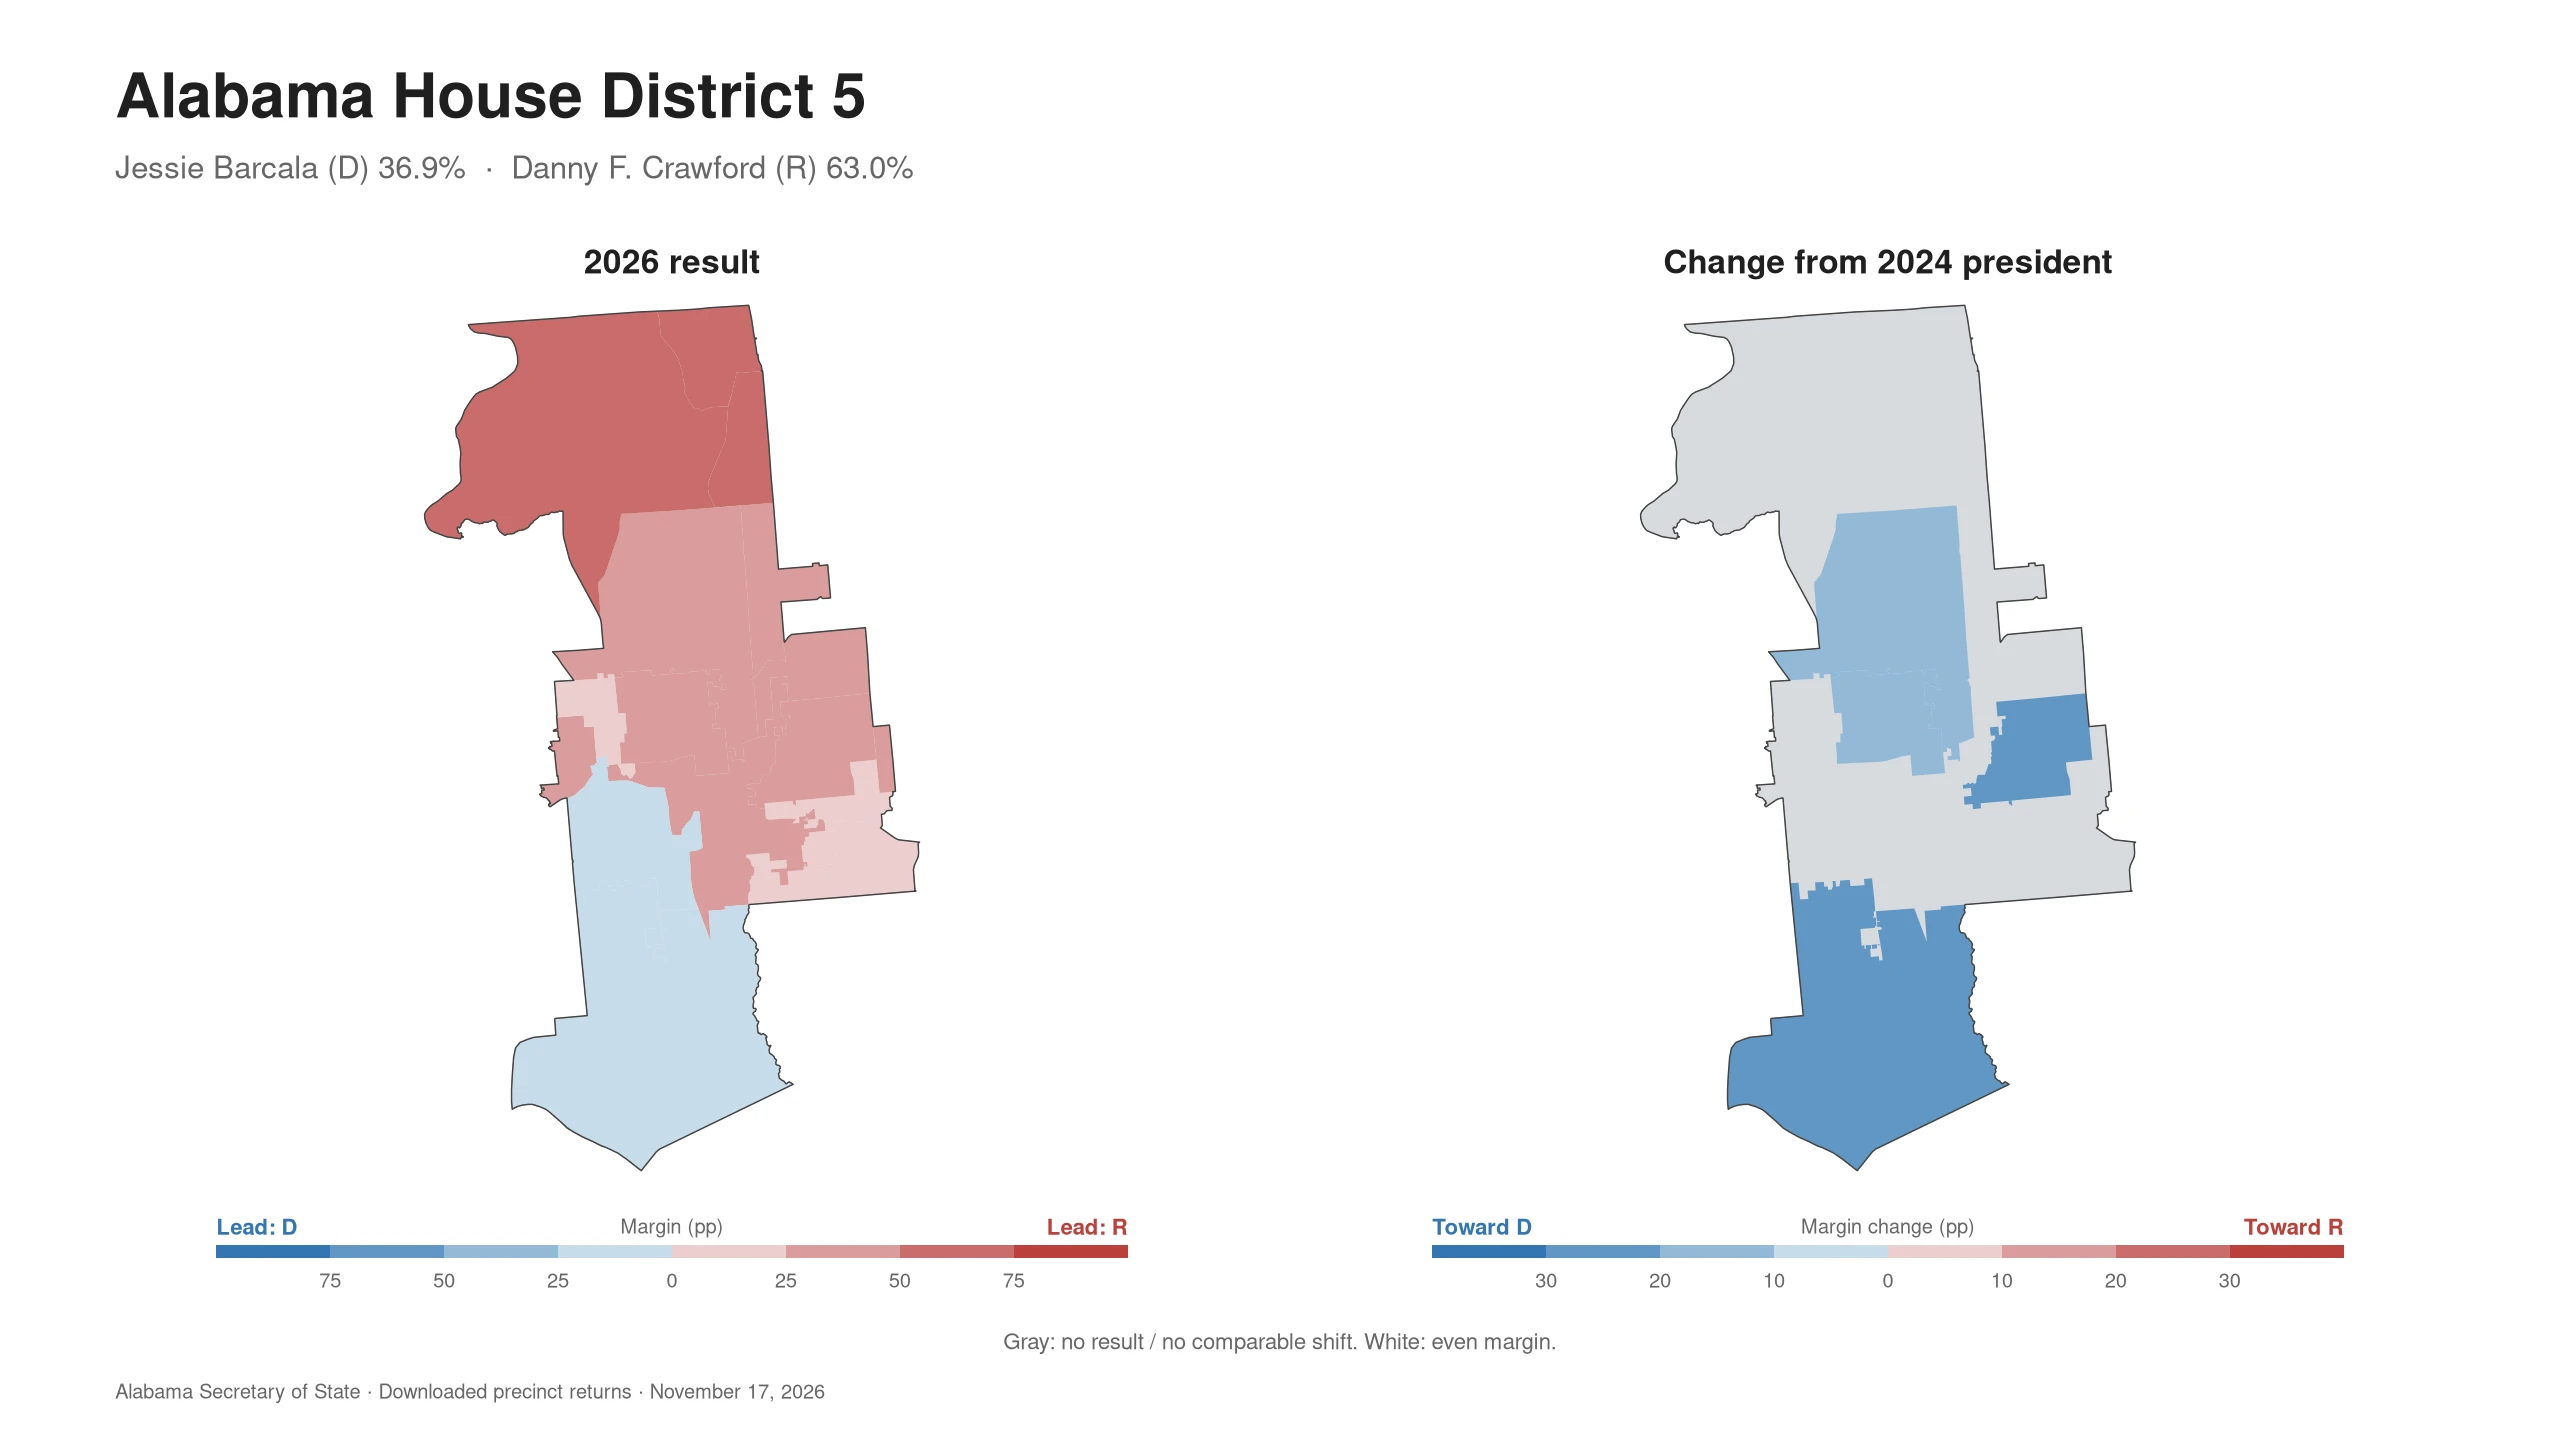 Alabama House District 5
Jessie Barcala (D) 36.9% · Danny F. Crawford (R) 63.0%
2026 result
Change from 2024 president
Lead: D Margin (pp) Lead: R
75 50 25 0 25 50 75
Toward D Margin change (pp) Toward R
30 20 10 0 10 20 30
Gray: no result / no comparable shift. White: even margin.
Alabama Secretary of State · Downloaded precinct returns · November 17, 2026